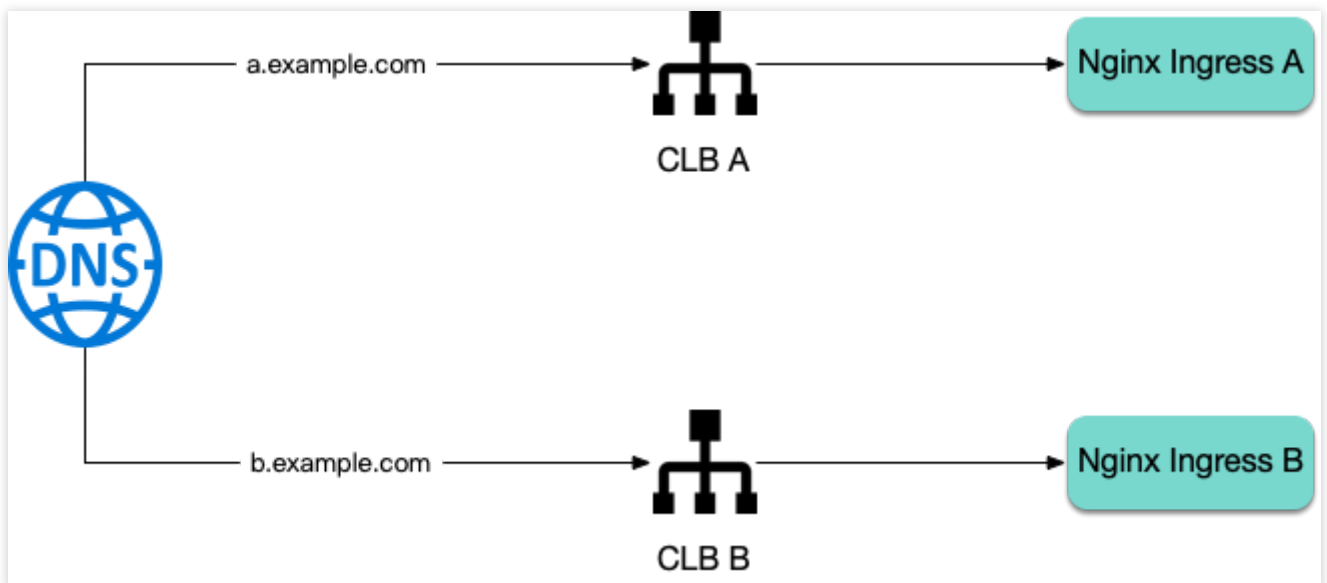 a.example.com
Nginx Ingress A
CLB A
DNS
b.example.com
Nginx Ingress B
CLB B